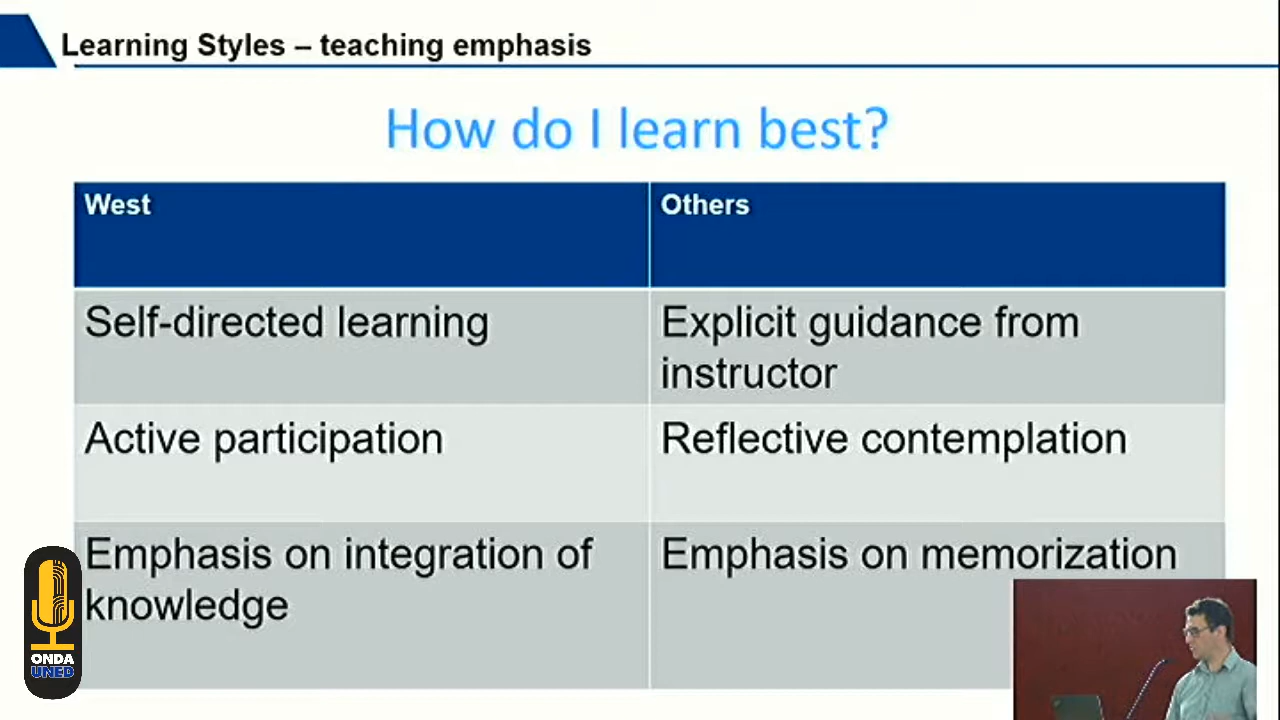 Learning Styles – teaching emphasis
How do I learn best?
West
Others
Self-directed learning
Explicit guidance from
instructor
Active participation
Reflective contemplation
Emphasis on integration of
knowledge
Emphasis on memorization
ONDA
UNED